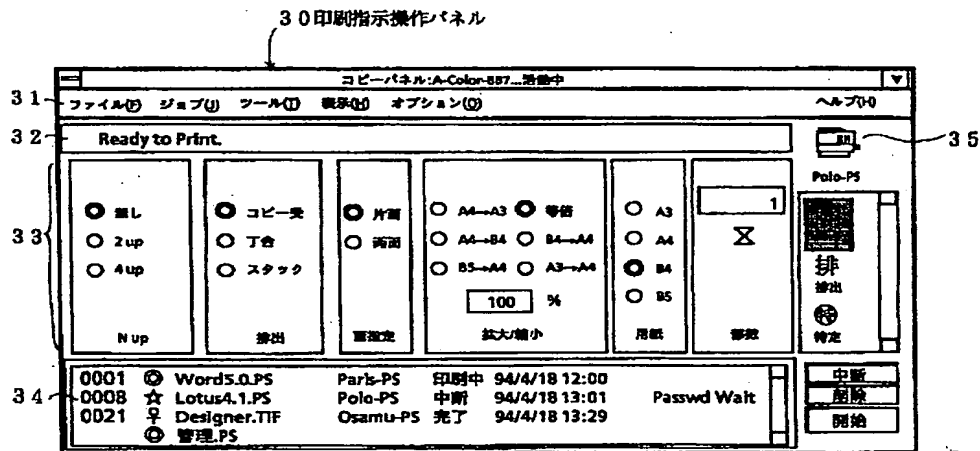 30印刷指示操作パネル
コピーパネル:A-Color-887...活動中
31
ファイル(F) ジョブ(J) ツール(T) 表示(H) オプション(O) ヘルプ(H)
32
Ready to Print.
35
Polo-PS
33
無し
2 up
4 up
N up
コピー受
丁合
スタック
排出
片面
両面
面指定
A4→A3 等倍
A4→B4 B4→A4
B5→A4 A3→A4
100 %
拡大/縮小
A3
A4
B4
B5
用紙
1
部数
排
排出
特
特定
34
0001 Word5.0.PS Paris-PS 印刷中 94/4/18 12:00
0008 Lotus4.1.PS Polo-PS 中断 94/4/18 13:01 Passwd Wait
0021 Designer.TIF Osamu-PS 完了 94/4/18 13:29
管理.PS
中断
削除
開始